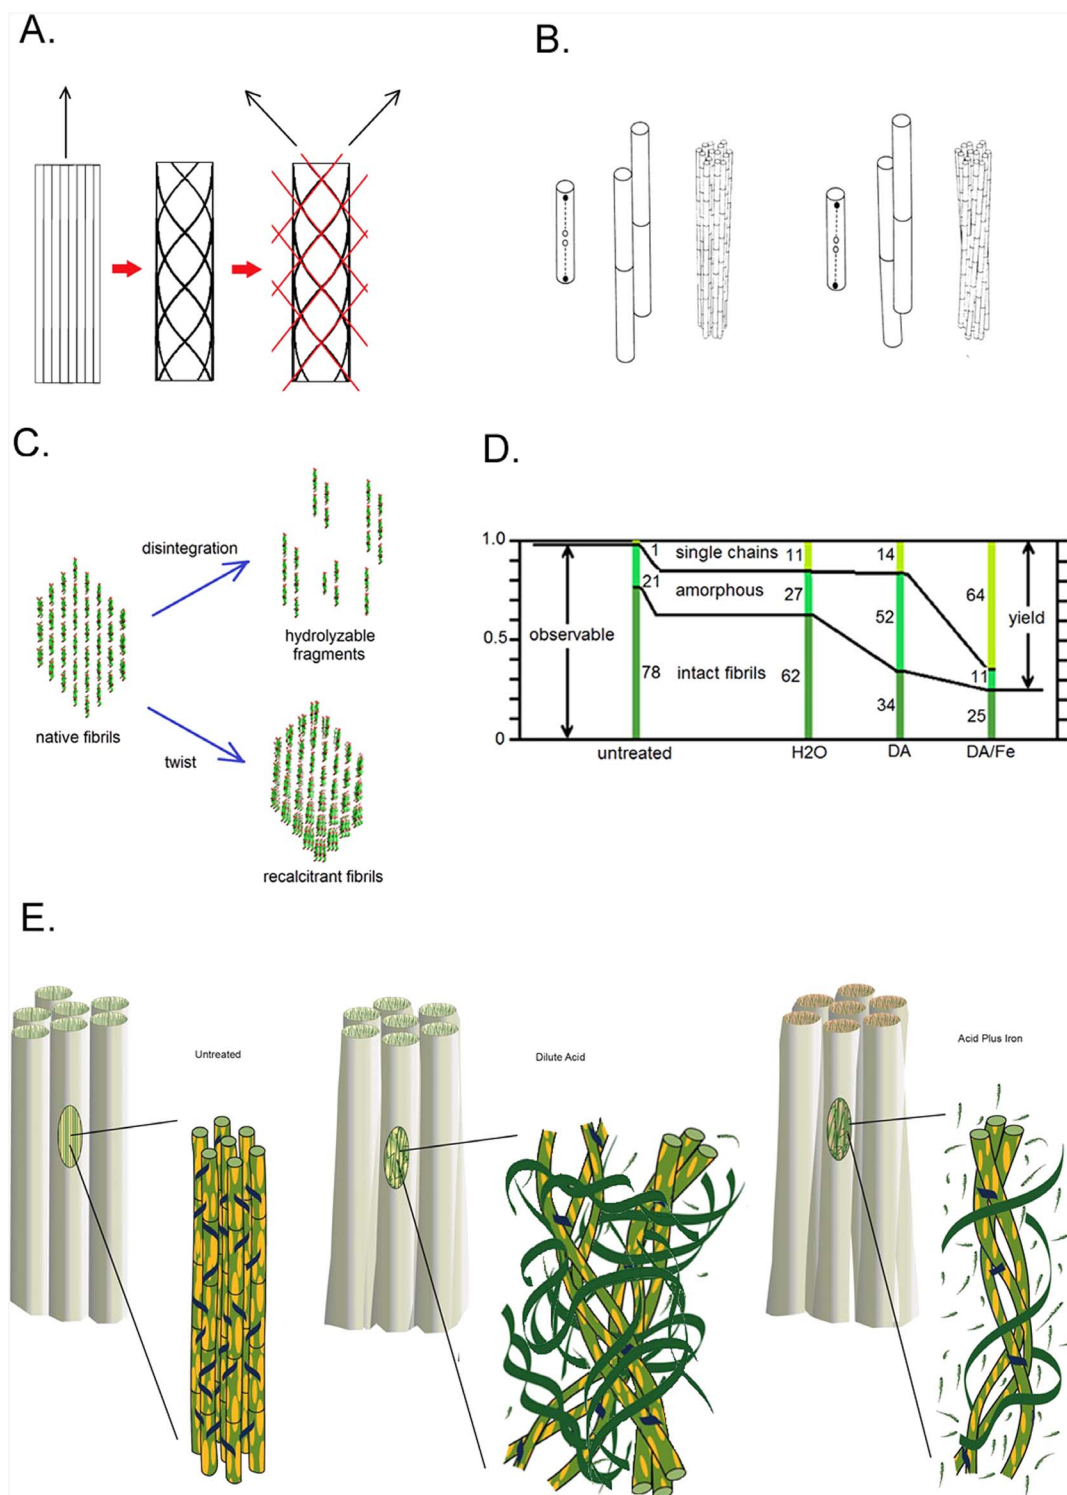 A.
B.
C.
disintegration
hydrolyzable
fragments
native fibrils
twist
recalcitrant fibrils
D.
1.0
0.5
0
observable
1
single chains
11
14
21
amorphous
27
52
64
yield
78
intact fibrils
62
34
11
25
untreated
H2O
DA
DA/Fe
E.
Untreated
Dilute Acid
Acid Plus Iron